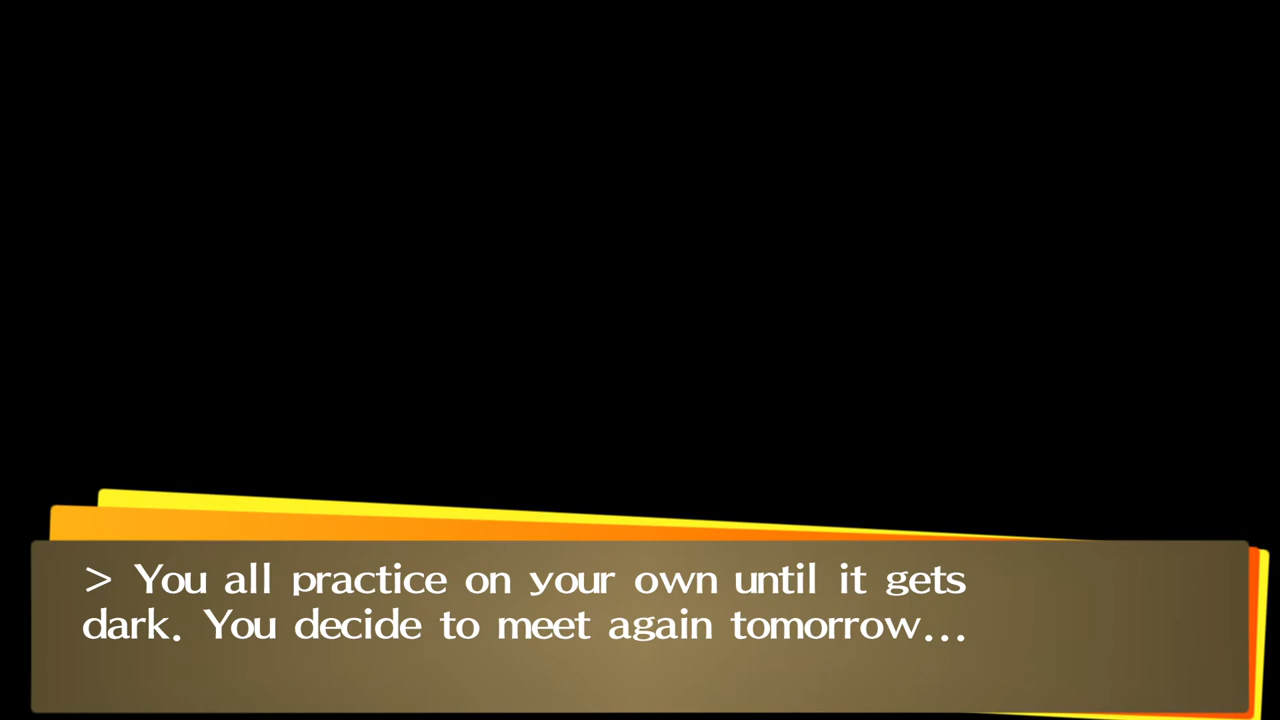 > You all practice on your own until it gets
dark. You decide to meet again tomorrow...